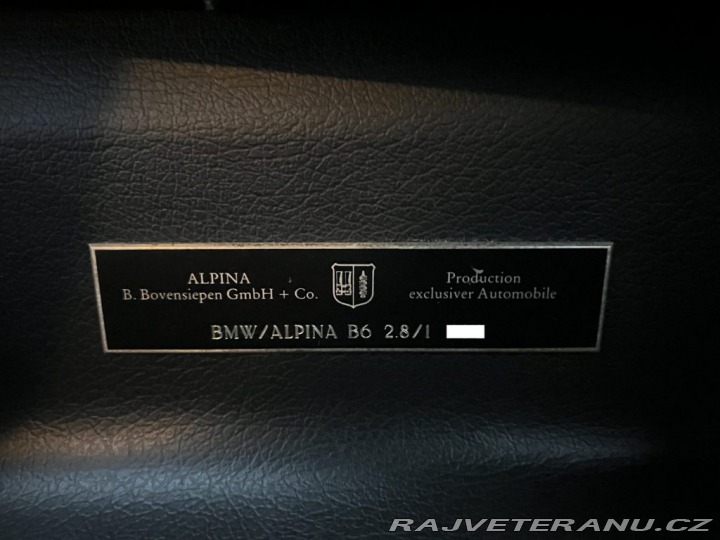 ALPINA
B. Bovensiepen GmbH + Co.
Production
exclusiver Automobile
BMW/ALPINA B6 2.8/1
RAJVETERANU.CZ